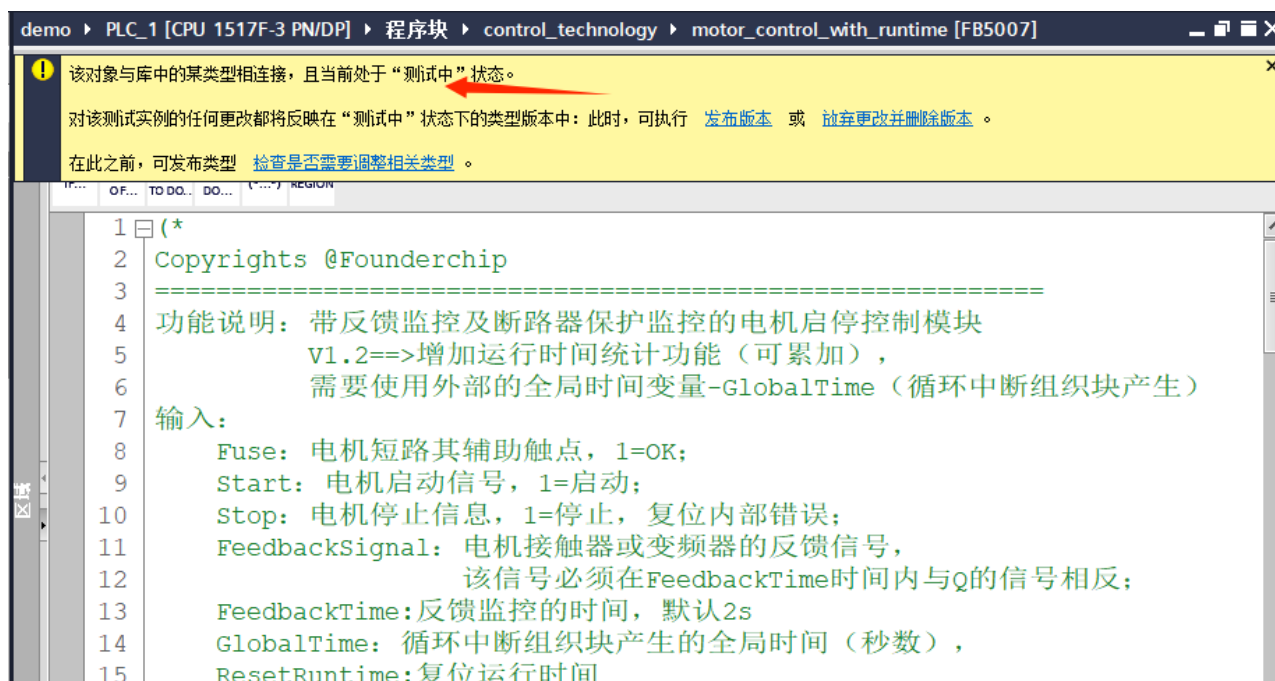 demo ▸ PLC_1 [CPU 1517F-3 PN/DP] ▸ 程序块 ▸ control_technology ▸ motor_control_with_runtime [FB5007]
该对象与库中的某类型相连接，且当前处于“测试中”状态。
对该测试实例的任何更改都将反映在“测试中”状态下的类型版本中：此时，可执行 发布版本 或 放弃更改并删除版本 。
在此之前，可发布类型 检查是否需要调整相关类型 。
IF... OF... TO DO.. DO... (*...*) REGION
1 (*
2 Copyrights @Founderchip
3 ===========================================================
4 功能说明：带反馈监控及断路器保护监控的电机启停控制模块
5 V1.2==>增加运行时间统计功能（可累加），
6 需要使用外部的全局时间变量-GlobalTime（循环中断组织块产生）
7 输入：
8 Fuse：电机短路其辅助触点，1=OK;
9 Start：电机启动信号，1=启动；
10 Stop：电机停止信息，1=停止，复位内部错误；
11 FeedbackSignal：电机接触器或变频器的反馈信号，
12 该信号必须在FeedbackTime时间内与Q的信号相反；
13 FeedbackTime:反馈监控的时间，默认2s
14 GlobalTime：循环中断组织块产生的全局时间（秒数），
15 ResetRuntime:复位运行时间